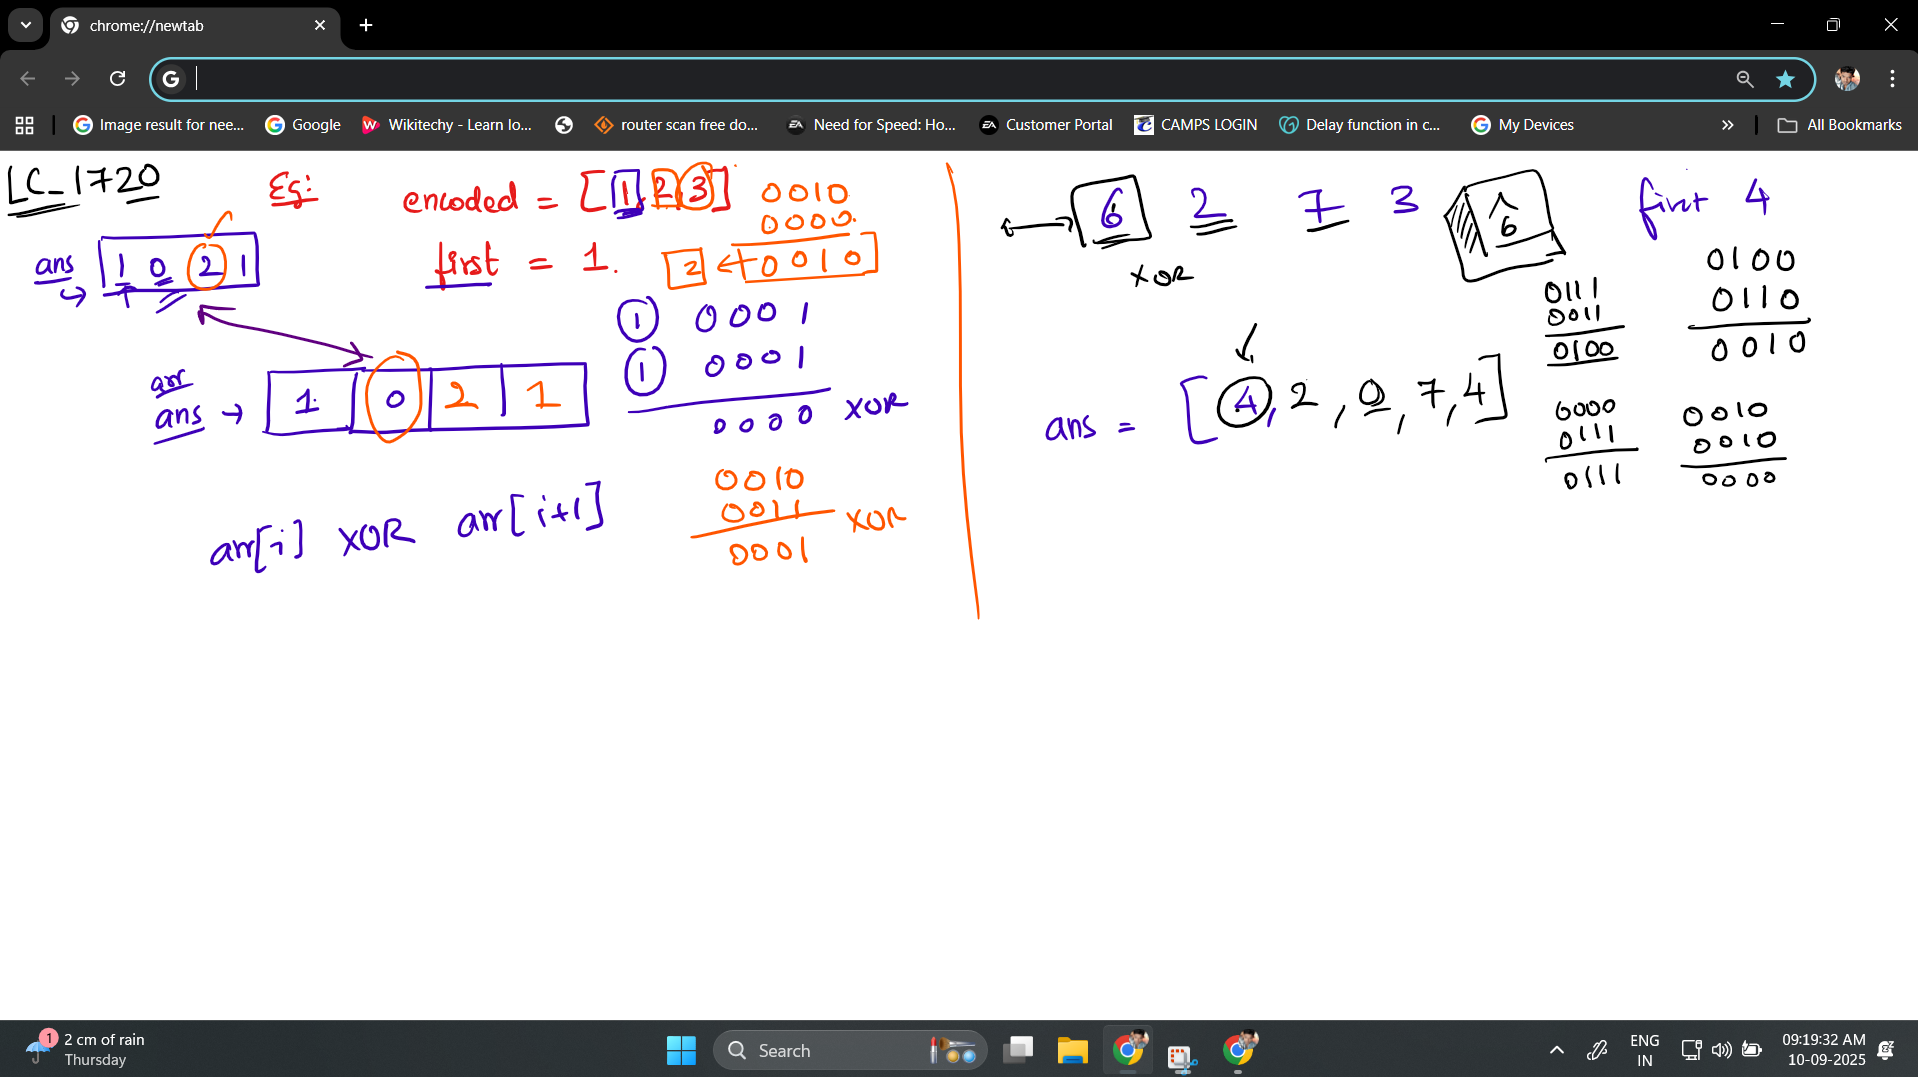 chrome://newtab
Image result for nee...
Google
Wikitechy - Learn lo...
router scan free do...
Need for Speed: Ho...
Customer Portal
CAMPS LOGIN
Delay function in c...
My Devices
All Bookmarks
LC_1720
Eg:
encoded = [1, 2, 3]
first = 1.
0010
0000
2 ← 0010
ans
1 0 2 1
1 0001
1 0001
0000 XOR
arr
ans → 1 0 2 1
arr[i] XOR arr[i+1]
0010
0011 XOR
0001
6 2 7 3
^
6
first 4
XOR
0100
0110
0010
0111
0011
0100
ans = [4, 2, 0, 7, 4]
0000
0111
0111
0010
0010
0000
1
2 cm of rain
Thursday
Search
ENG
IN
09:19:32 AM
10-09-2025